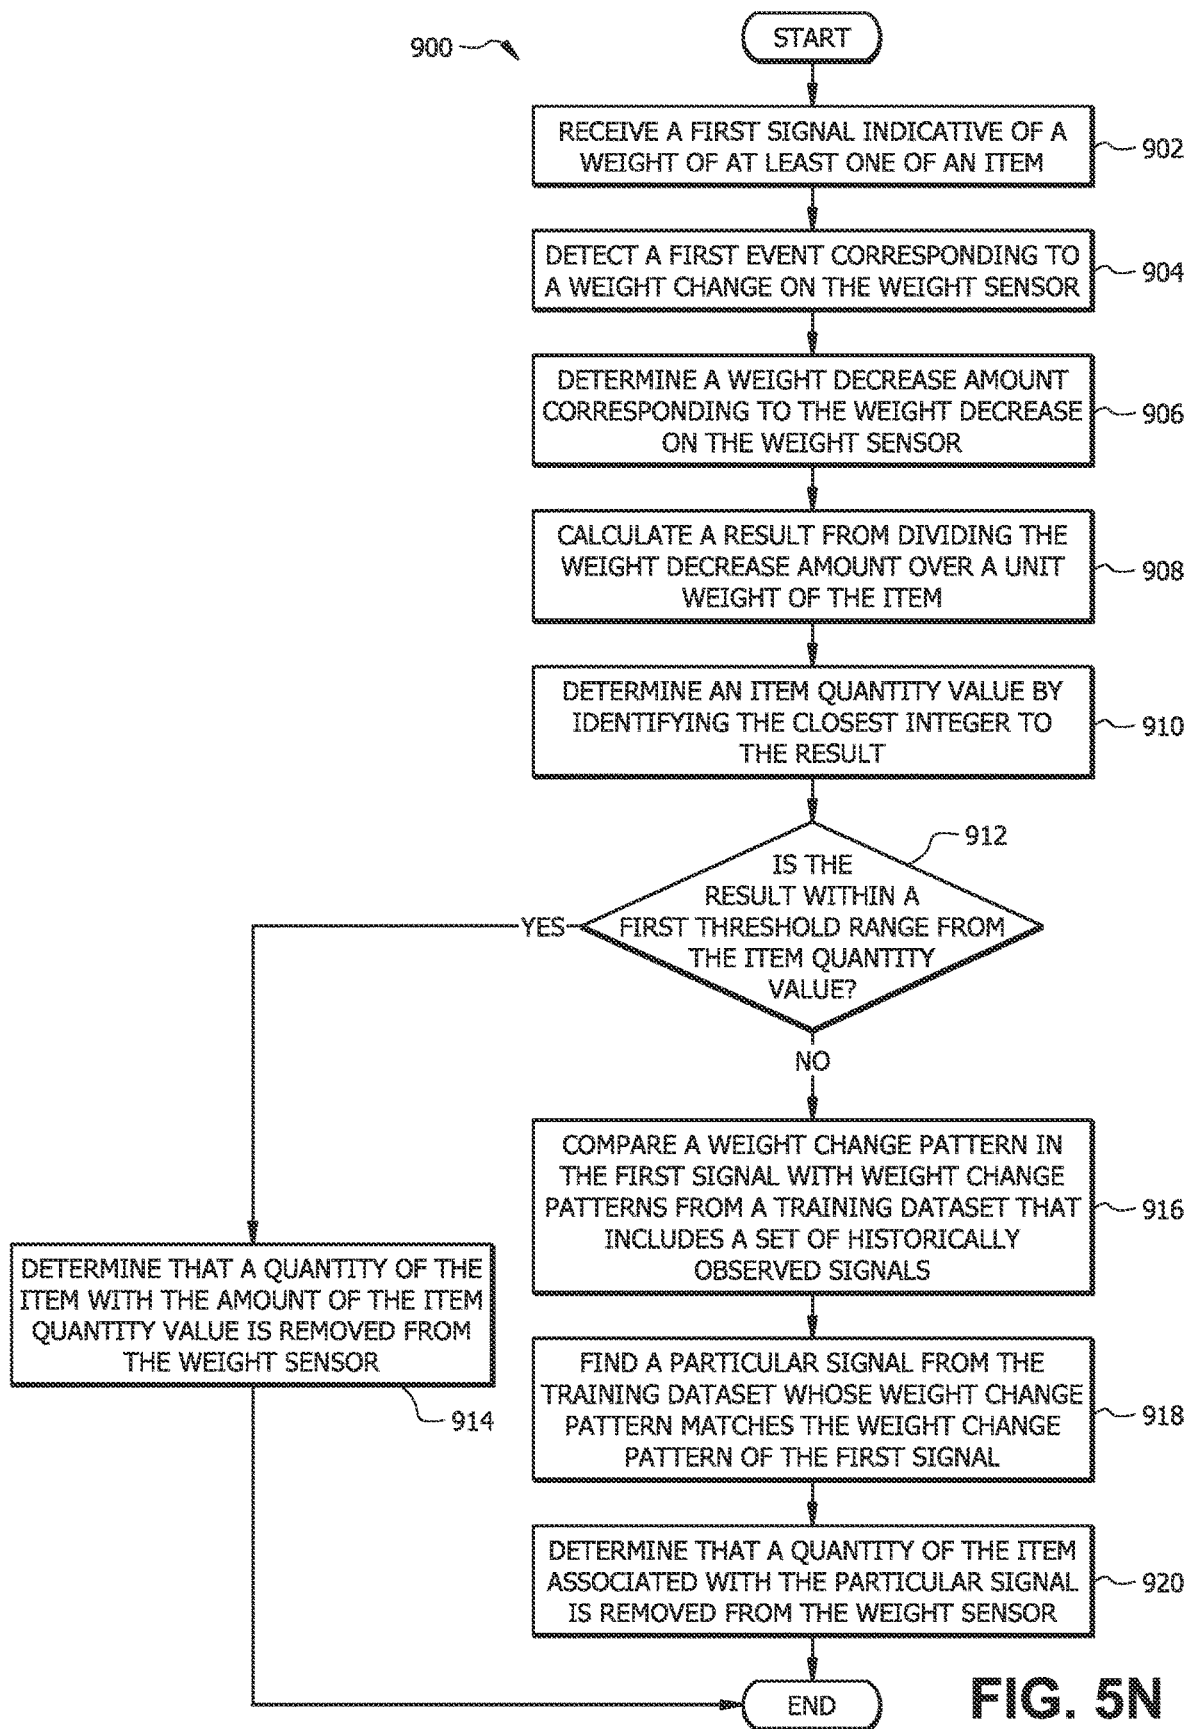 900
START
RECEIVE A FIRST SIGNAL INDICATIVE OF A
WEIGHT OF AT LEAST ONE OF AN ITEM
902
DETECT A FIRST EVENT CORRESPONDING TO
A WEIGHT CHANGE ON THE WEIGHT SENSOR
904
DETERMINE A WEIGHT DECREASE AMOUNT
CORRESPONDING TO THE WEIGHT DECREASE
ON THE WEIGHT SENSOR
906
CALCULATE A RESULT FROM DIVIDING THE
WEIGHT DECREASE AMOUNT OVER A UNIT
WEIGHT OF THE ITEM
908
DETERMINE AN ITEM QUANTITY VALUE BY
IDENTIFYING THE CLOSEST INTEGER TO
THE RESULT
910
912
IS THE
RESULT WITHIN A
FIRST THRESHOLD RANGE FROM
THE ITEM QUANTITY
VALUE?
YES
NO
DETERMINE THAT A QUANTITY OF THE
ITEM WITH THE AMOUNT OF THE ITEM
QUANTITY VALUE IS REMOVED FROM
THE WEIGHT SENSOR
914
COMPARE A WEIGHT CHANGE PATTERN IN
THE FIRST SIGNAL WITH WEIGHT CHANGE
PATTERNS FROM A TRAINING DATASET THAT
INCLUDES A SET OF HISTORICALLY
OBSERVED SIGNALS
916
FIND A PARTICULAR SIGNAL FROM THE
TRAINING DATASET WHOSE WEIGHT CHANGE
PATTERN MATCHES THE WEIGHT CHANGE
PATTERN OF THE FIRST SIGNAL
918
DETERMINE THAT A QUANTITY OF THE ITEM
ASSOCIATED WITH THE PARTICULAR SIGNAL
IS REMOVED FROM THE WEIGHT SENSOR
920
END
FIG. 5N